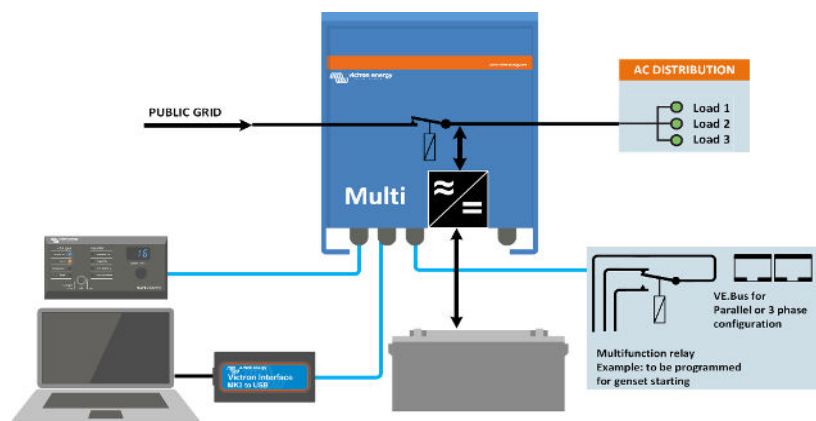 victron energy
AC DISTRIBUTION
Load 1
Load 2
Load 3
PUBLIC GRID
Multi
16
VE.Bus for
Parallel or 3 phase
configuration
Victron Interface
MK3 to USB
Multifunction relay
Example: to be programmed
for genset starting